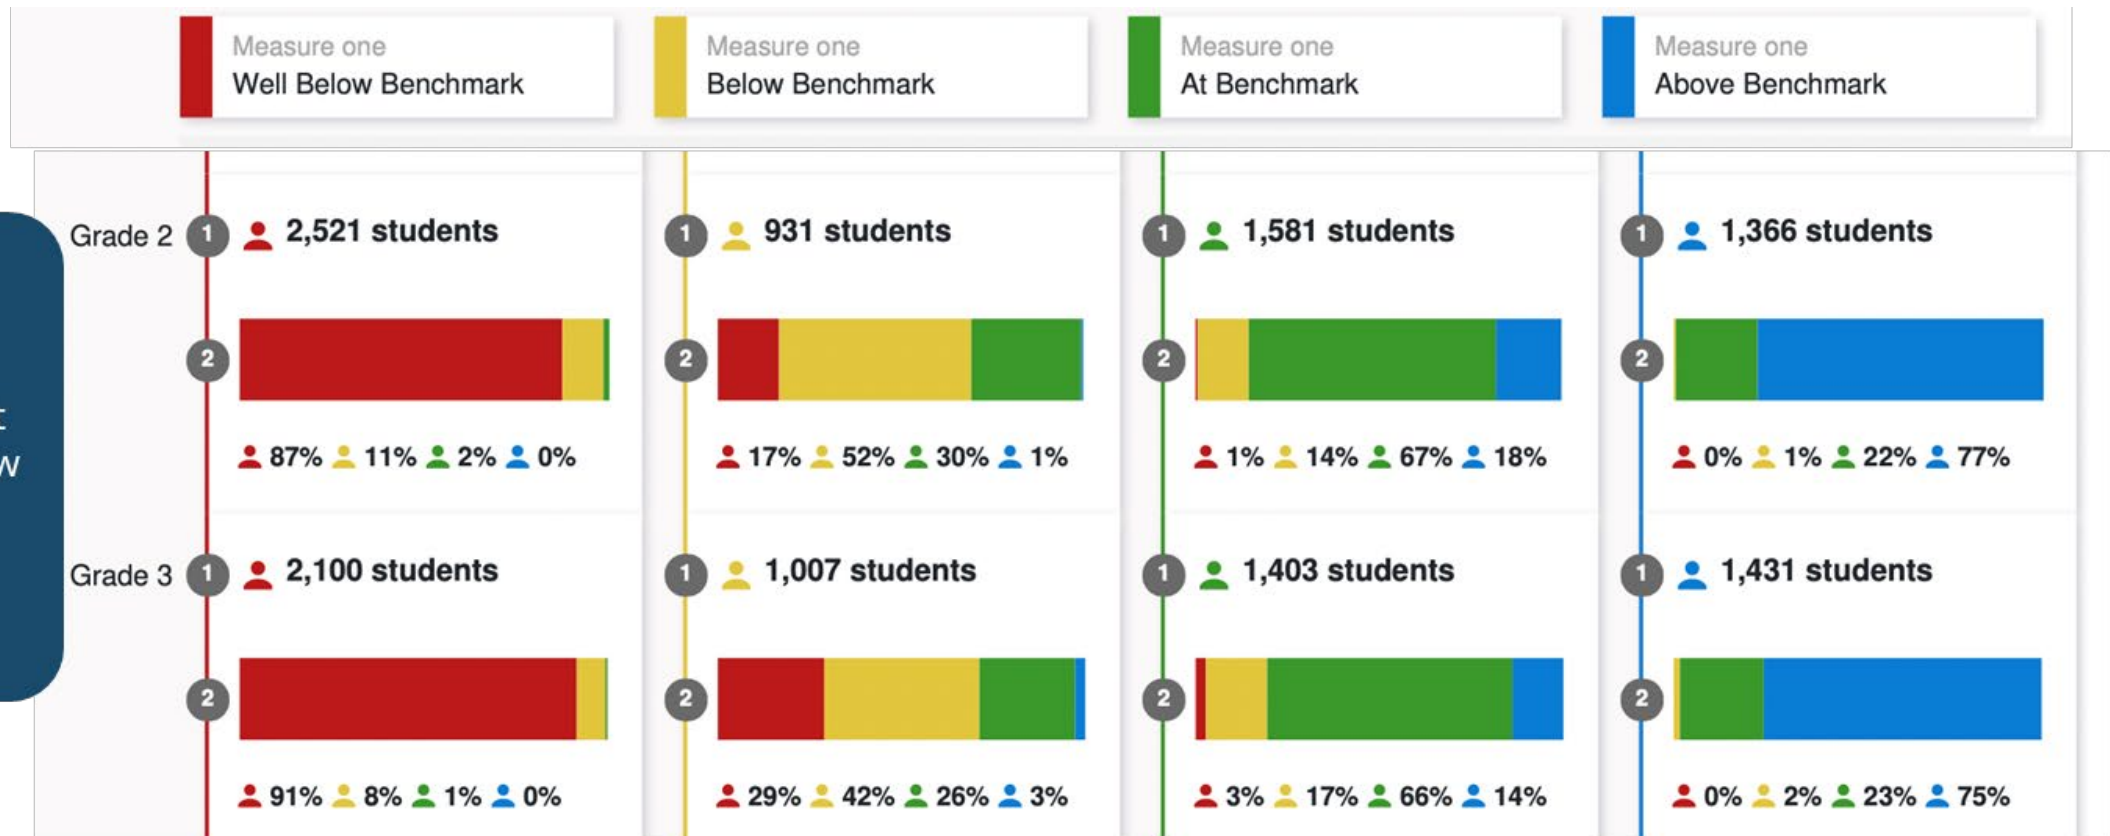 Measure one
Well Below Benchmark
Measure one
Below Benchmark
Measure one
At Benchmark
Measure one
Above Benchmark
Grade 2 1 2,521 students 1 931 students 1 1,581 students 1 1,366 students
2 2 2 2
87% 11% 2% 0% 17% 52% 30% 1% 1% 14% 67% 18% 0% 1% 22% 77%
Grade 3 1 2,100 students 1 1,007 students 1 1,403 students 1 1,431 students
2 2 2 2
91% 8% 1% 0% 29% 42% 26% 3% 3% 17% 66% 14% 0% 2% 23% 75%